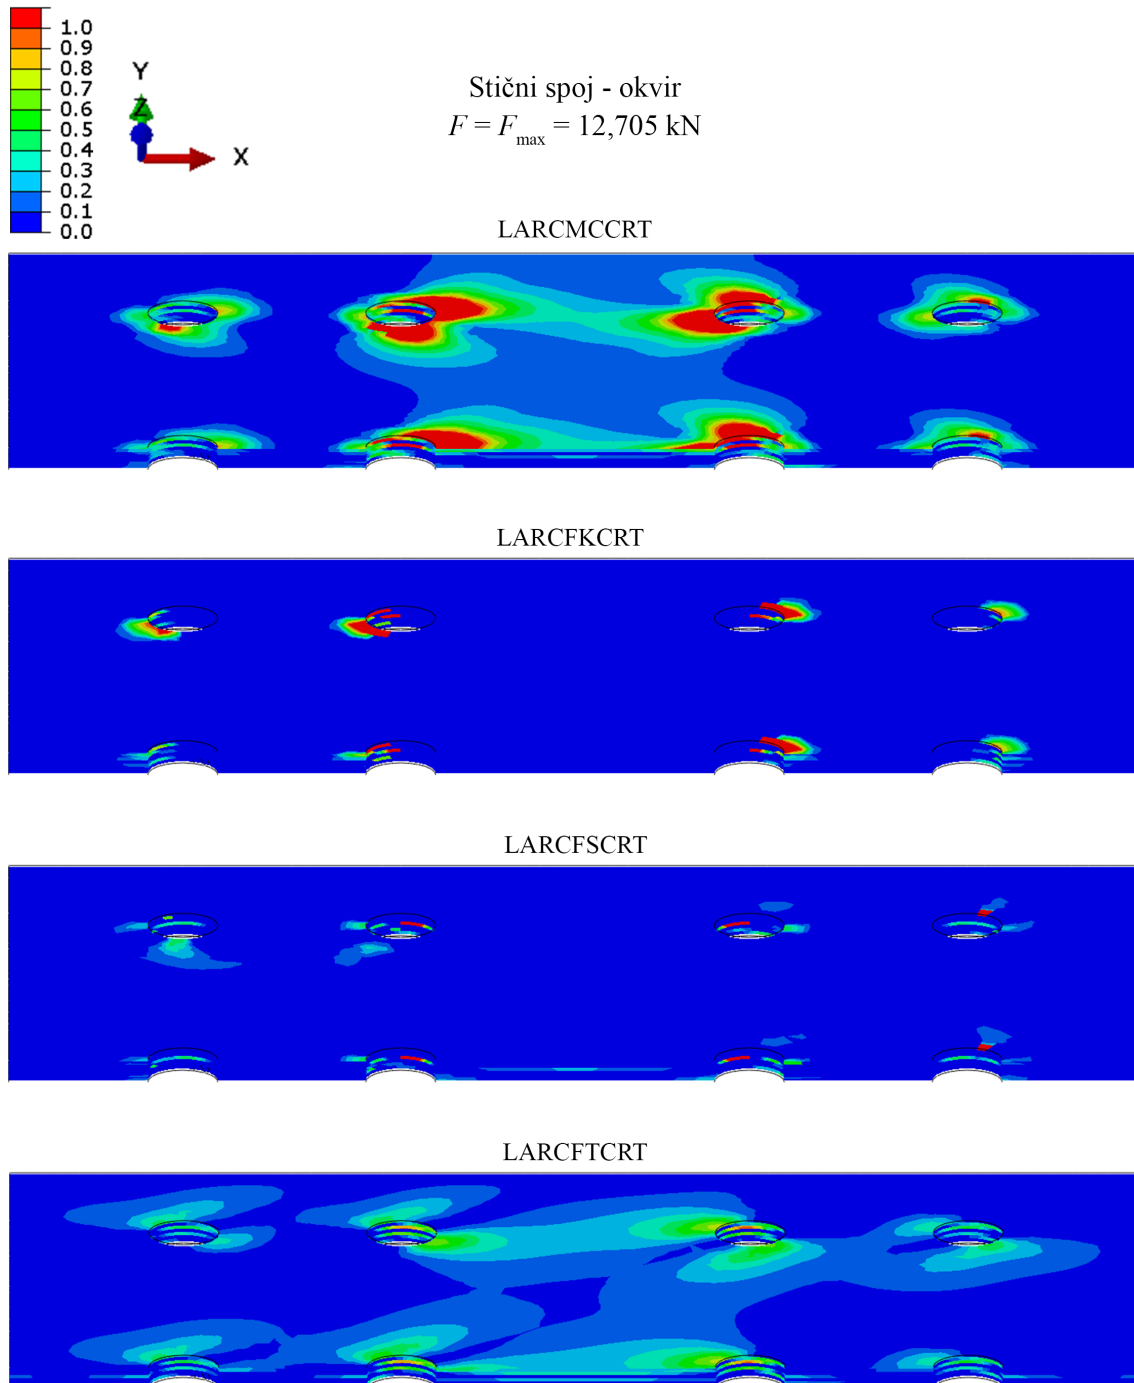 1.0
0.9
0.8
0.7
0.6
0.5
0.4
0.3
0.2
0.1
0.0
Y
Z
X
Stični spoj - okvir
F = Fmax = 12,705 kN
LARCMCCRT
LARCFKCRT
LARCFSCRT
LARCFTCRT